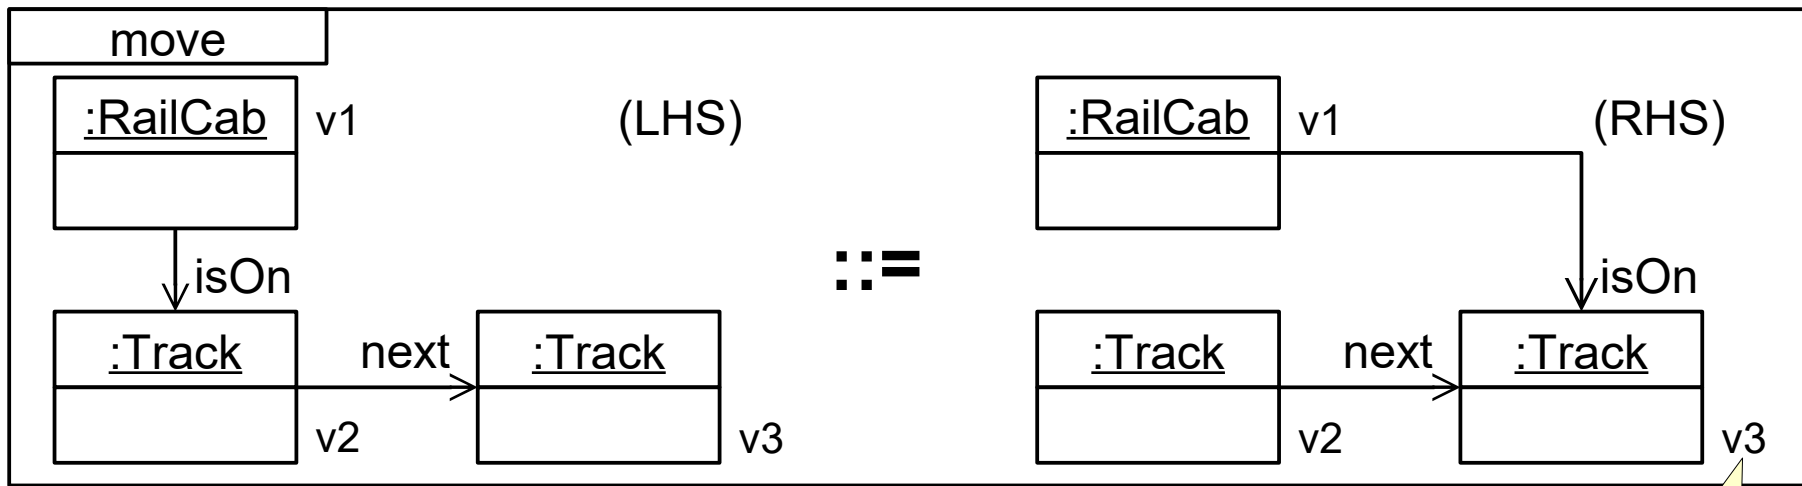 move
:RailCab v1 (LHS) :RailCab v1 (RHS)
::=
isOn isOn
:Track next :Track :Track next :Track
v2 v3 v2 v3